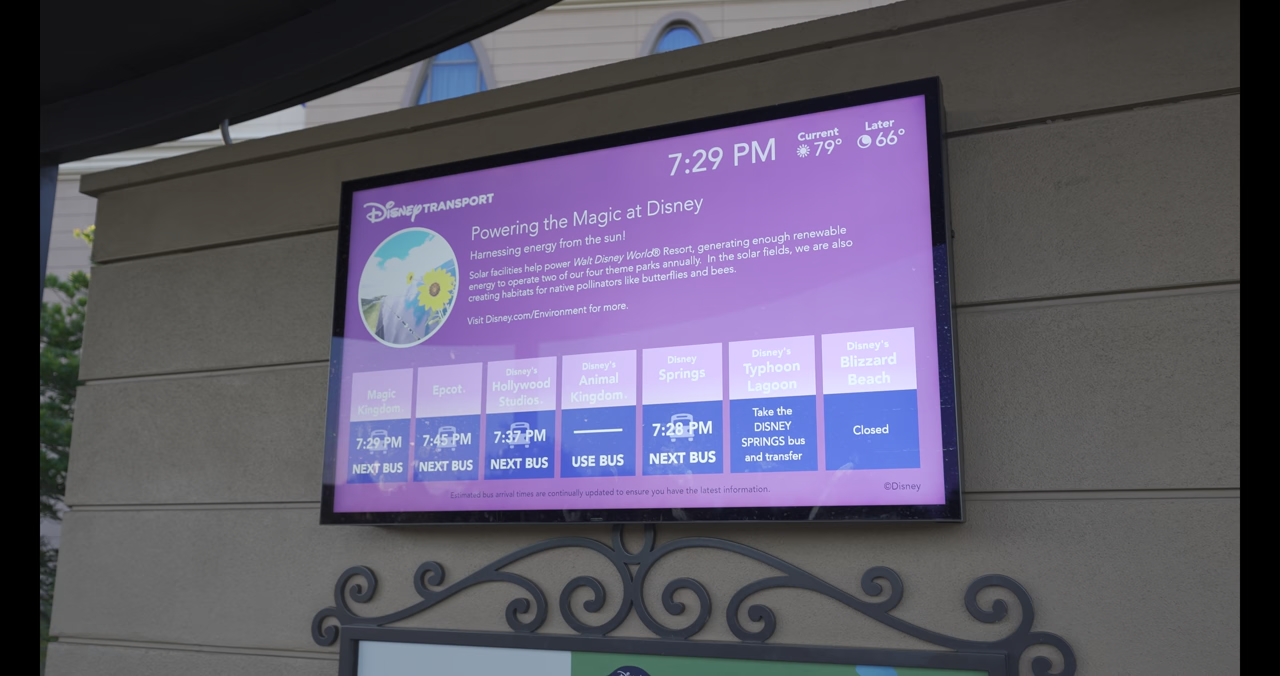 7:29 PM
Current
79°
Later
66°
Disney TRANSPORT
Powering the Magic at Disney
Harnessing energy from the sun!
Solar facilities help power Walt Disney World® Resort, generating enough renewable
energy to operate two of our four theme parks annually. In the solar fields, we are also
creating habitats for native pollinators like butterflies and bees.
Visit Disney.com/Environment for more.
Magic
Kingdom.
7:29 PM
NEXT BUS
Epcot.
7:45 PM
NEXT BUS
Disney's
Hollywood
Studios.
7:37 PM
NEXT BUS
Disney's
Animal
Kingdom.
USE BUS
Disney
Springs
7:28 PM
NEXT BUS
Disney's
Typhoon
Lagoon
Take the
DISNEY
SPRINGS bus
and transfer
Disney's
Blizzard
Beach
Closed
Estimated bus arrival times are continually updated to ensure you have the latest information.
©Disney